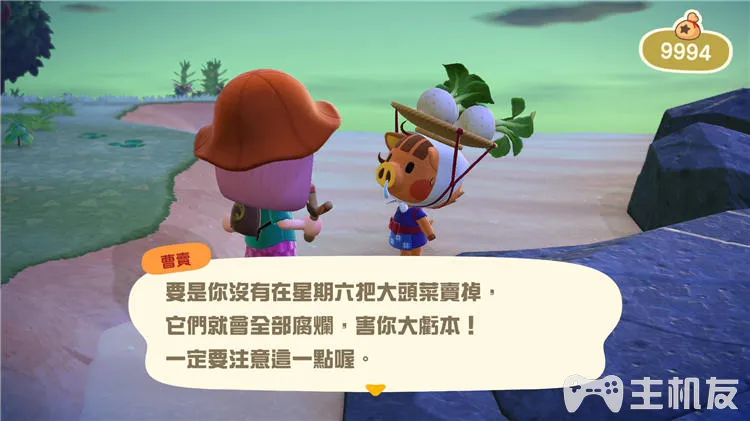 9994
曹賣
要是你沒有在星期六把大頭菜賣掉，
它們就會全部腐爛，害你大虧本！
一定要注意這一點喔。
主机友